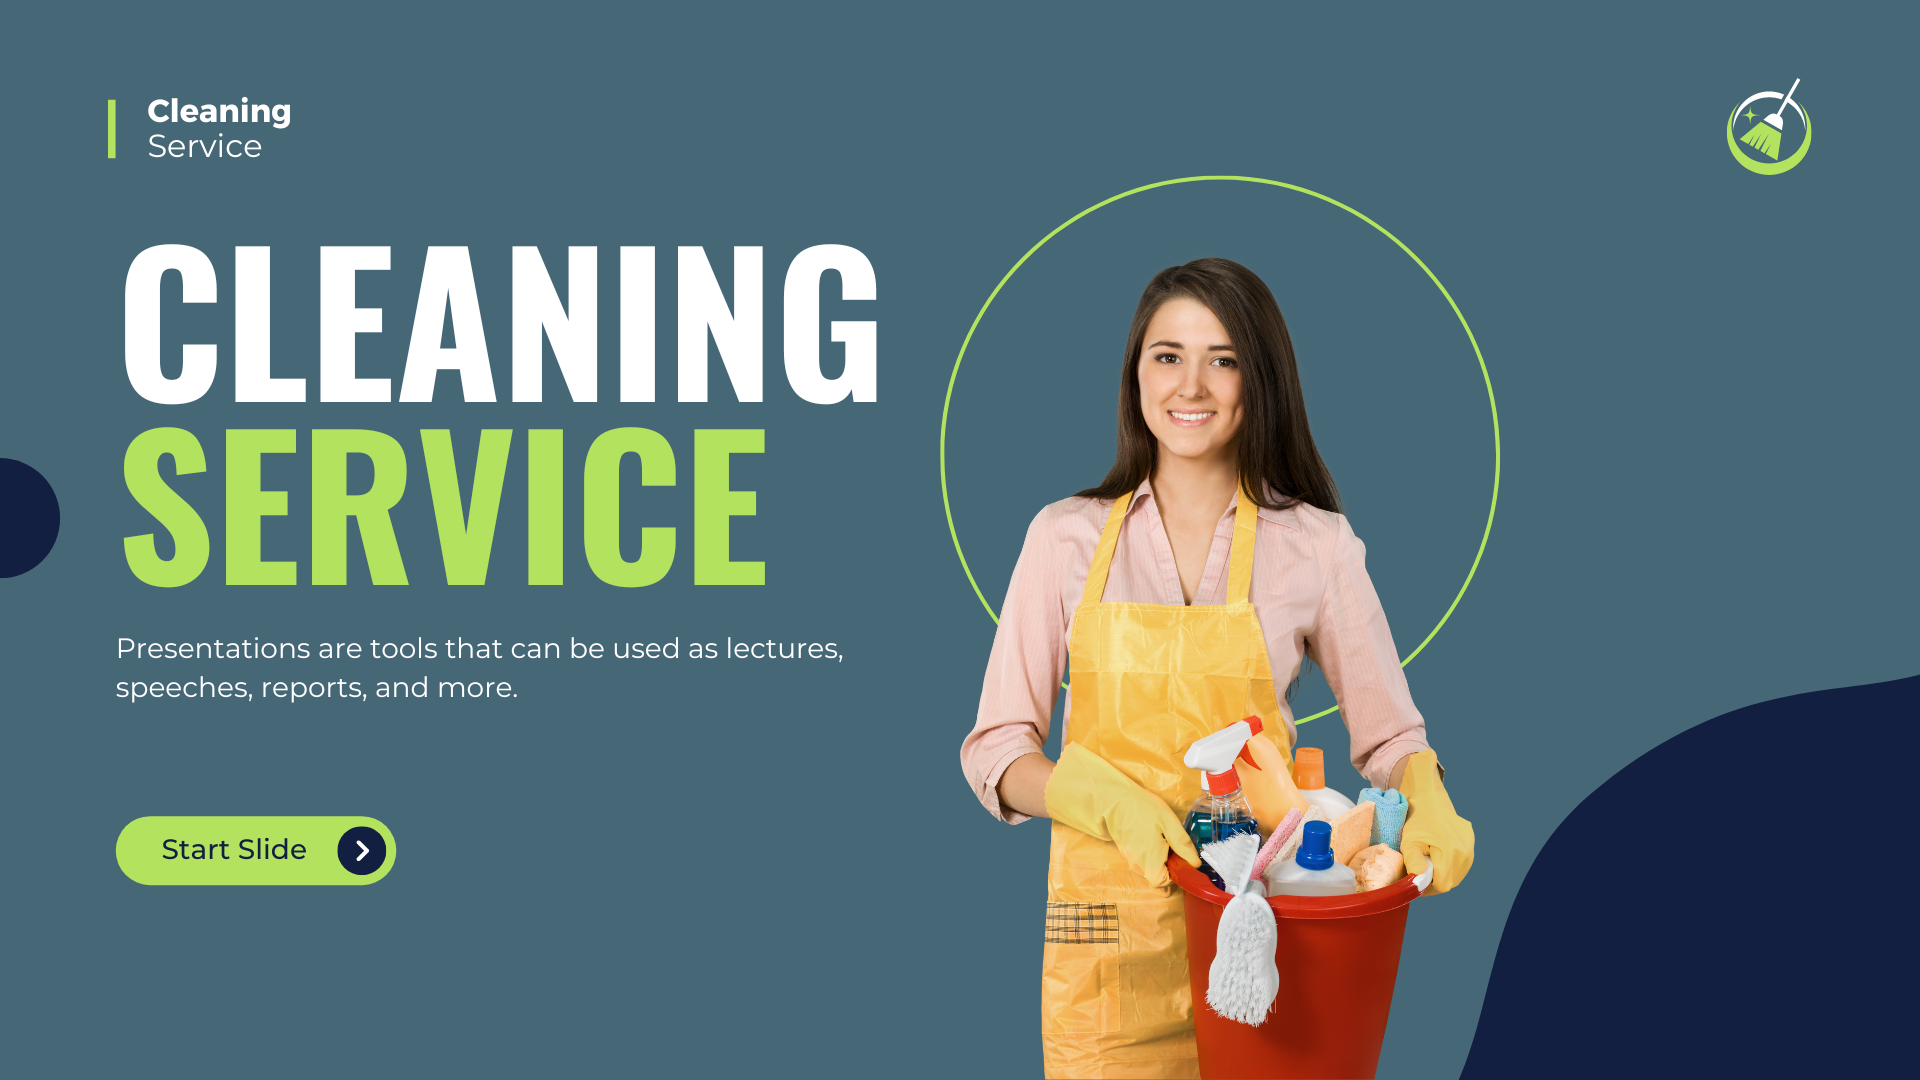 Cleaning
Service
CLEANING
SERVICE
Presentations are tools that can be used as lectures,
speeches, reports, and more.
Start Slide